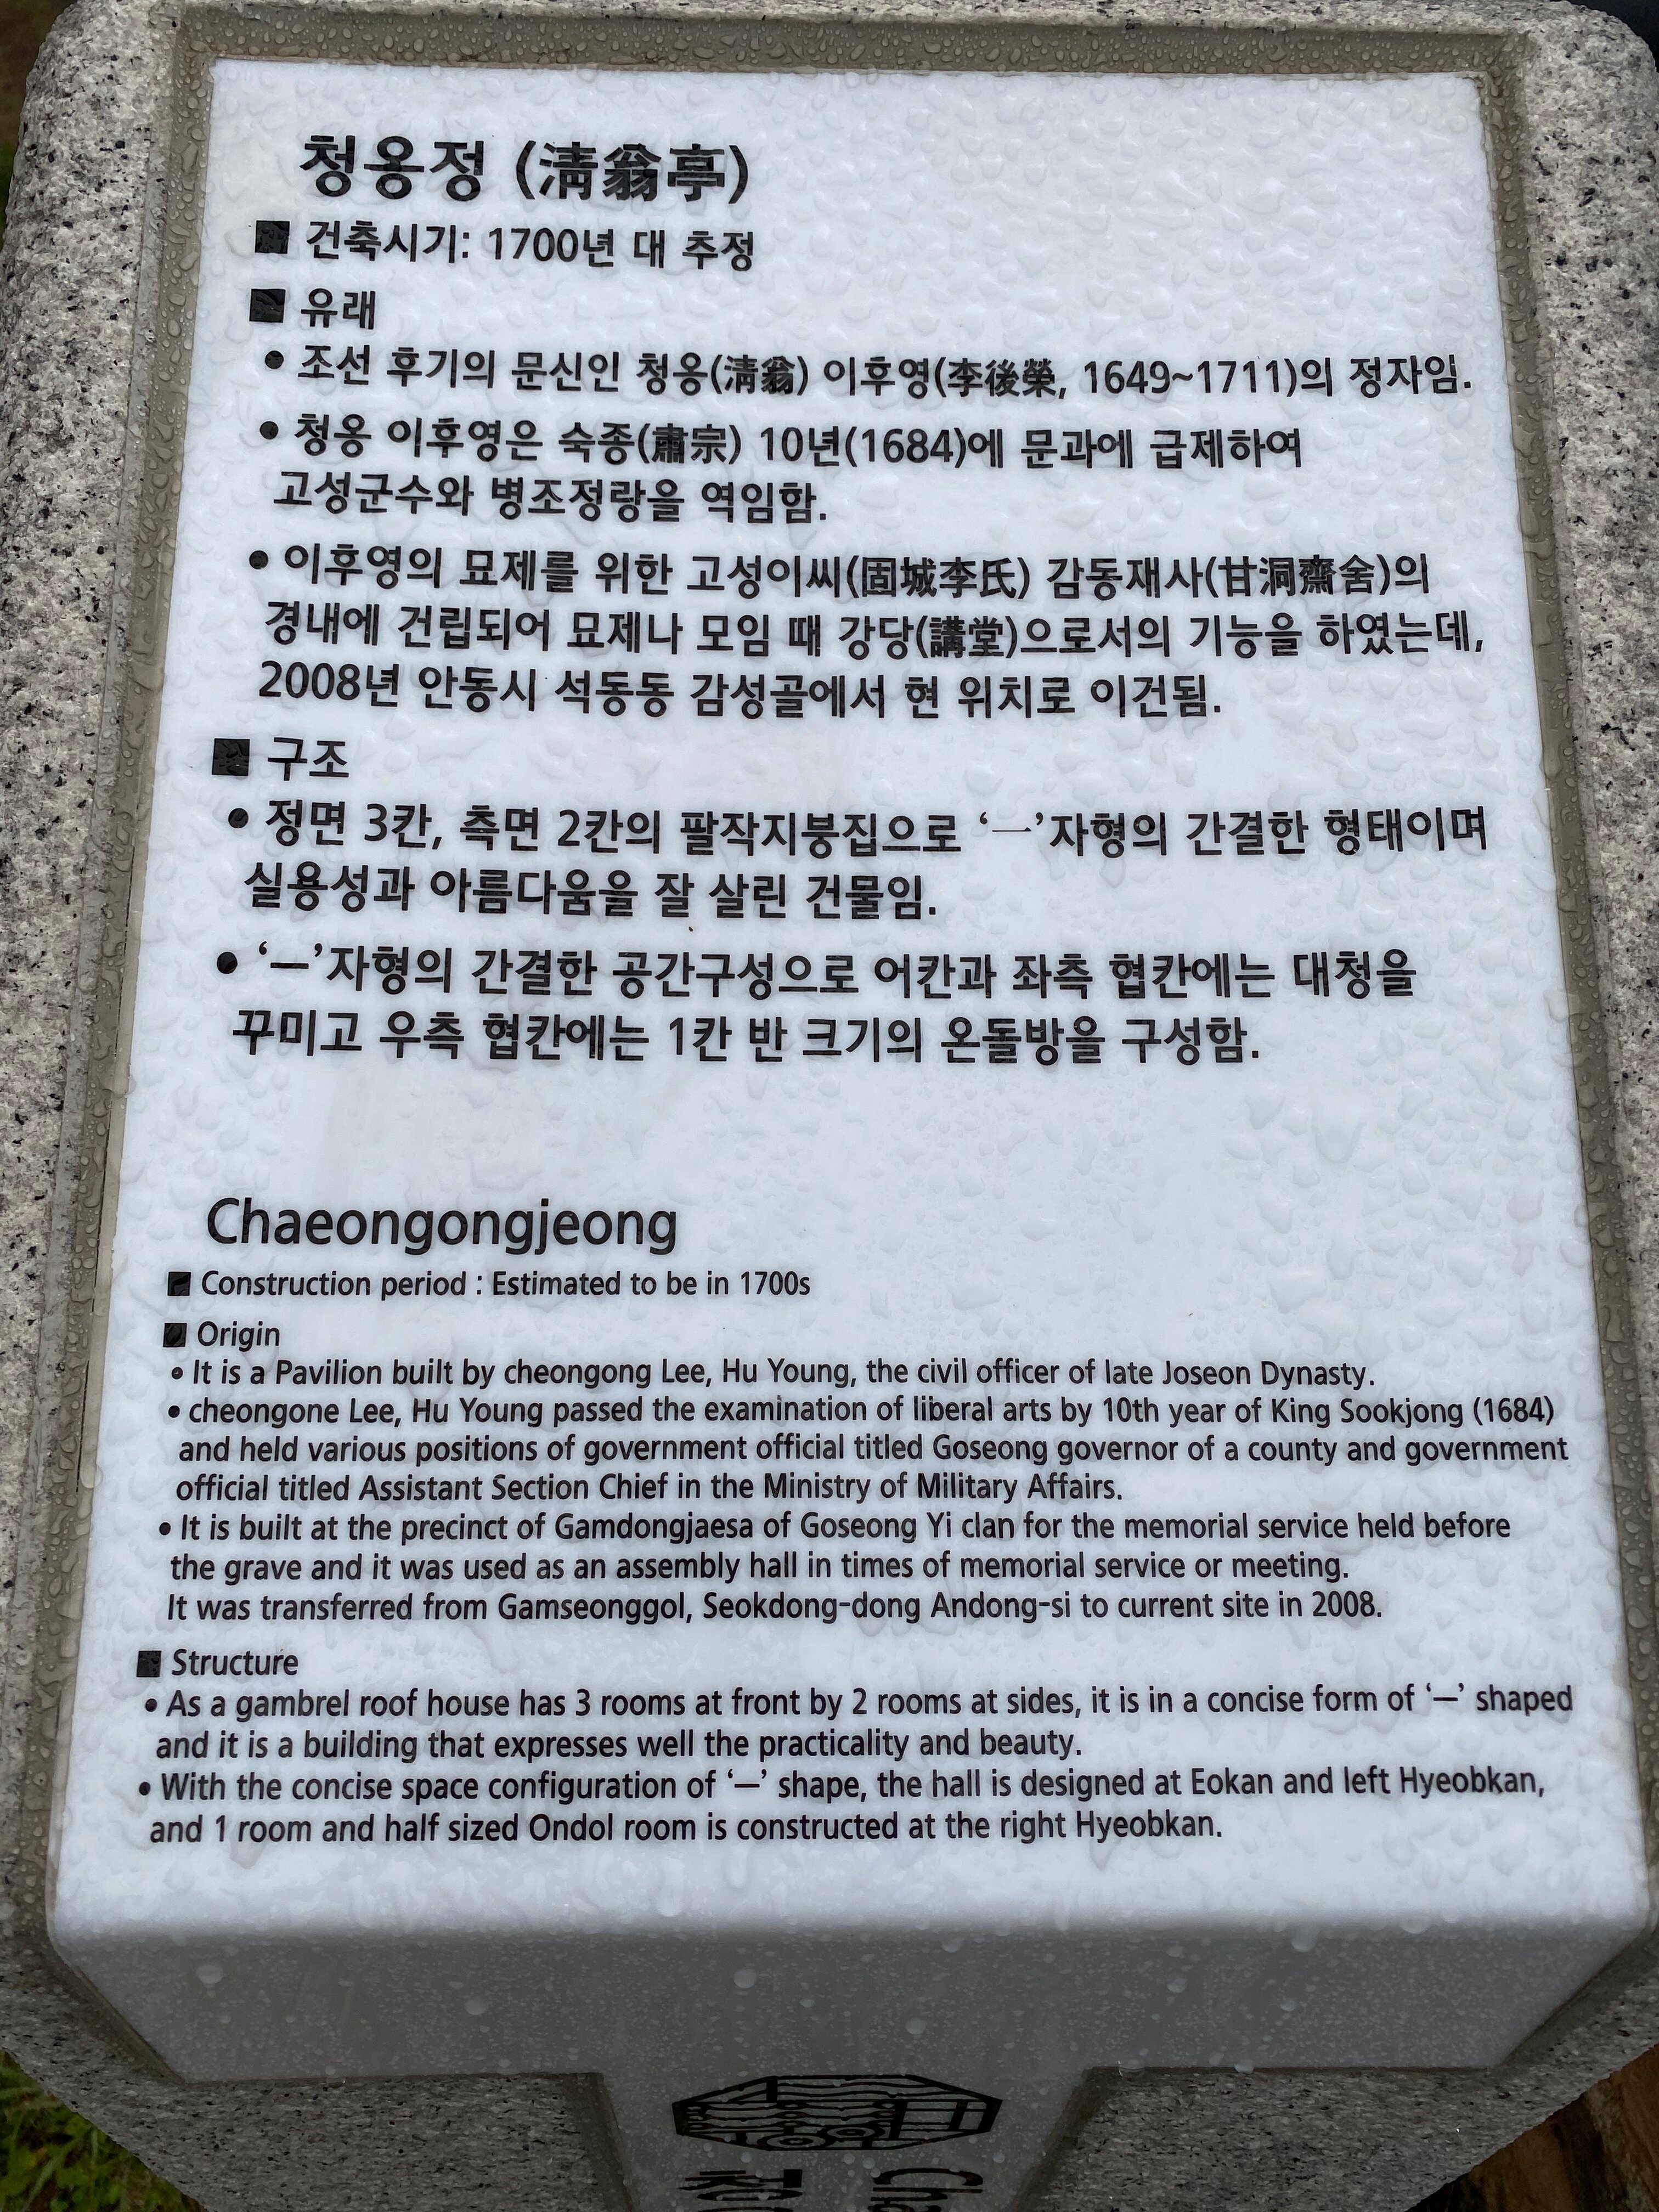 청옹정 (淸翁亭)
■ 건축시기: 1700년 대 추정
■ 유래
• 조선 후기의 문신인 청옹(淸翁) 이후영(李後榮, 1649~1711)의 정자임.
• 청옹 이후영은 숙종(肅宗) 10년(1684)에 문과에 급제하여
고성군수와 병조정랑을 역임함.
• 이후영의 묘제를 위한 고성이씨(固城李氏) 감동재사(甘洞齋舍)의
경내에 건립되어 묘제나 모임 때 강당(講堂)으로서의 기능을 하였는데,
2008년 안동시 석동동 감성골에서 현 위치로 이건됨.
■ 구조
• 정면 3칸, 측면 2칸의 팔작지붕집으로 ‘一’자형의 간결한 형태이며
실용성과 아름다움을 잘 살린 건물임.
• ‘ㅡ’자형의 간결한 공간구성으로 어칸과 좌측 협칸에는 대청을
꾸미고 우측 협칸에는 1칸 반 크기의 온돌방을 구성함.
Chaeongongjeong
■ Construction period : Estimated to be in 1700s
■ Origin
• It is a Pavilion built by cheongong Lee, Hu Young, the civil officer of late Joseon Dynasty.
• cheongone Lee, Hu Young passed the examination of liberal arts by 10th year of King Sookjong (1684)
and held various positions of government official titled Goseong governor of a county and government
official titled Assistant Section Chief in the Ministry of Military Affairs.
• It is built at the precinct of Gamdongjaesa of Goseong Yi clan for the memorial service held before
the grave and it was used as an assembly hall in times of memorial service or meeting.
It was transferred from Gamseonggol, Seokdong-dong Andong-si to current site in 2008.
■ Structure
• As a gambrel roof house has 3 rooms at front by 2 rooms at sides, it is in a concise form of ‘ㅡ’ shaped
and it is a building that expresses well the practicality and beauty.
• With the concise space configuration of ‘ㅡ’ shape, the hall is designed at Eokan and left Hyeobkan,
and 1 room and half sized Ondol room is constructed at the right Hyeobkan.